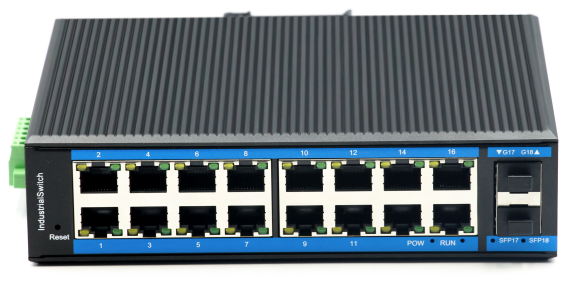 2 4 6 8 10 12 14 16 ▼G17 G18▲
IndustrialSwitch
Reset
1 3 5 7 9 11 POW RUN SFP17 SFP18